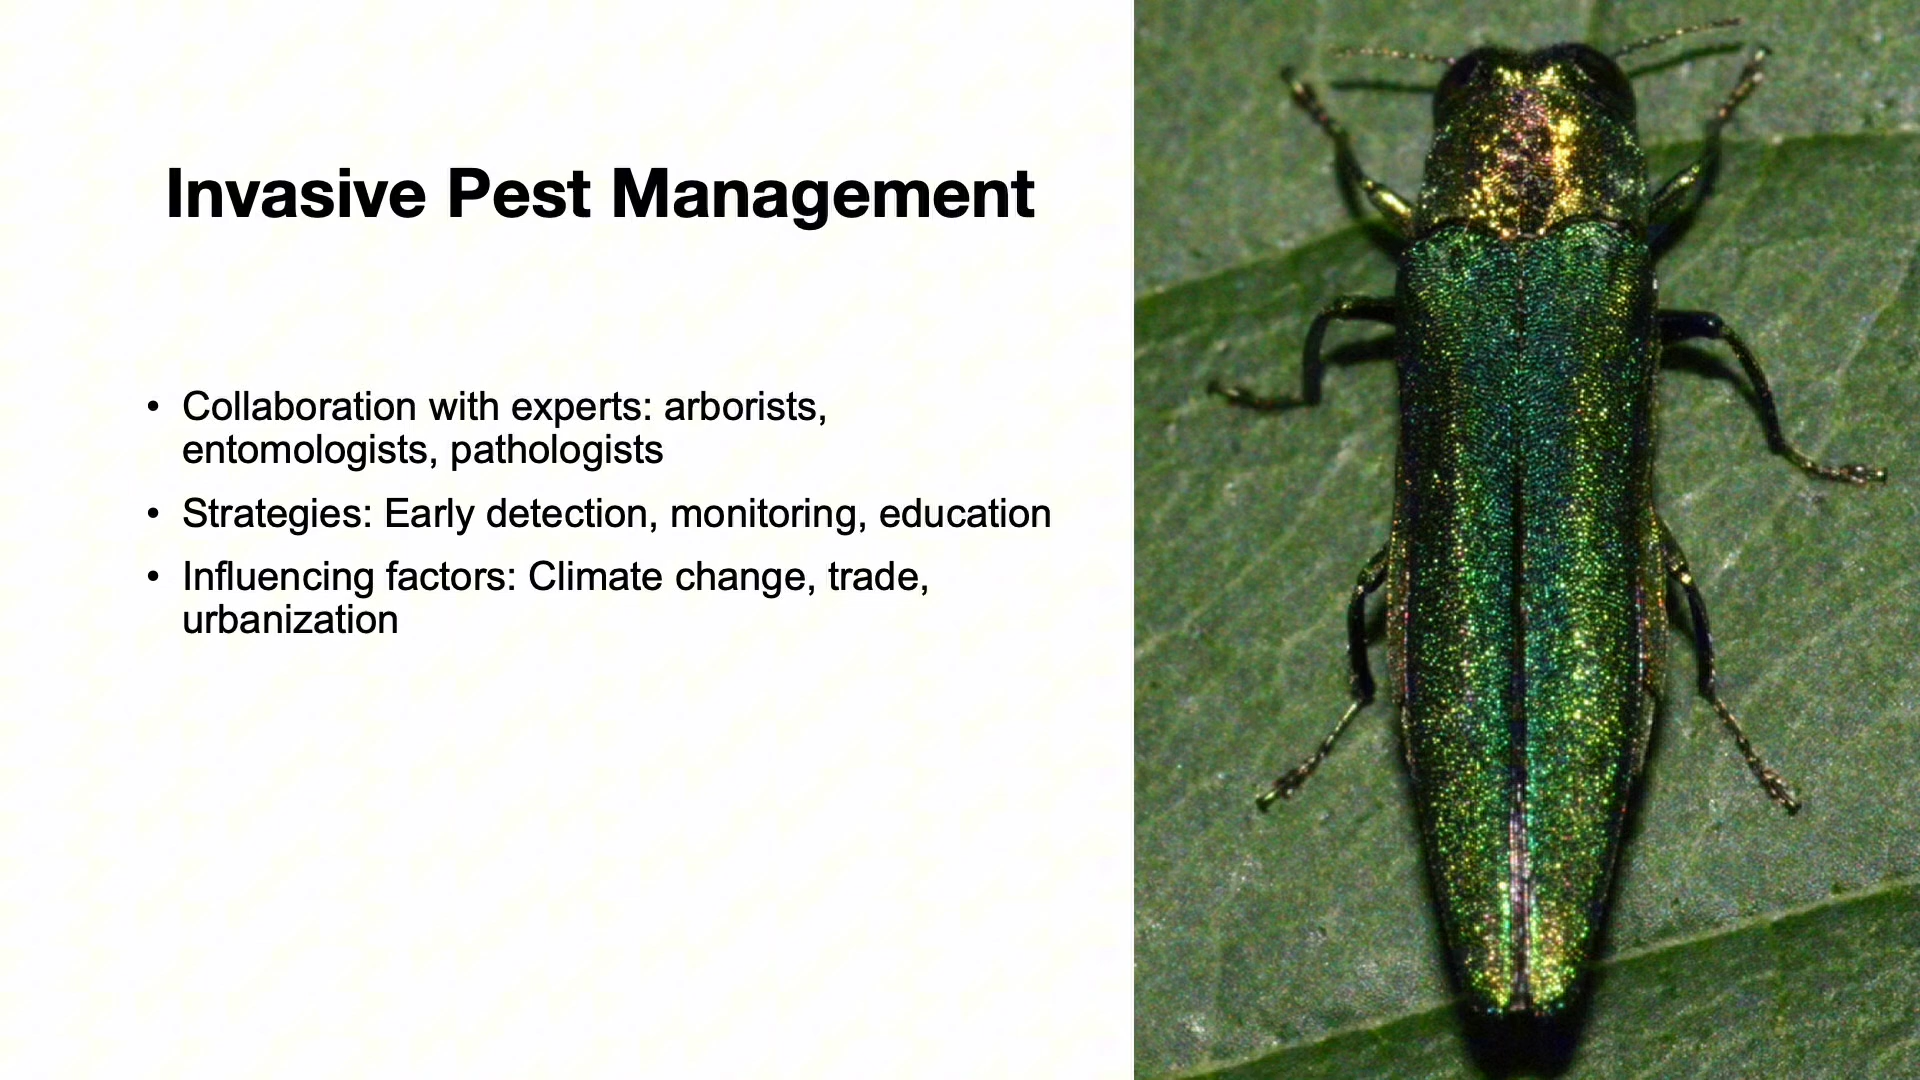 Invasive Pest Management
• Collaboration with experts: arborists,
entomologists, pathologists
• Strategies: Early detection, monitoring, education
• Influencing factors: Climate change, trade,
urbanization